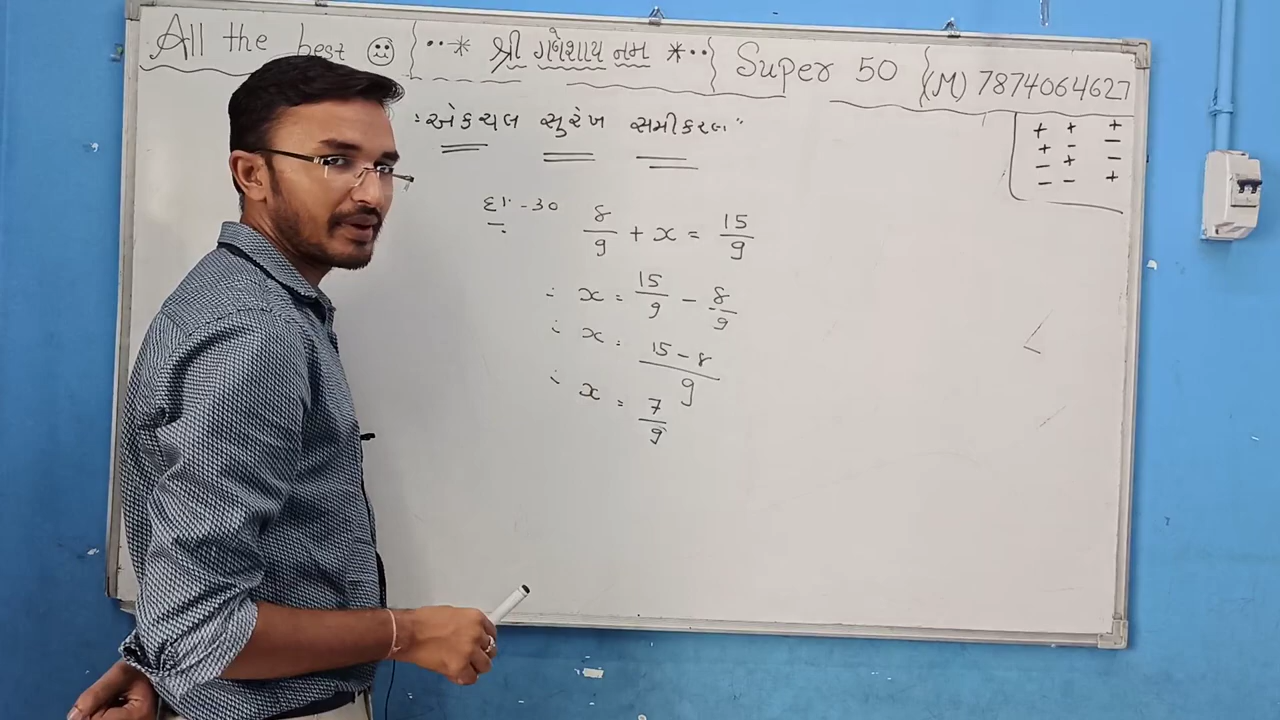 All the best ☺ ··* શ્રી ગણેશાય નમ *·· Super 50 (M) 7874064627
:એકચલ સુરેખ સમીકરણ"
+ + +
+ - -
- + -
- - +
દા.-30 8/9 + x = 15/9
∴ x = 15/9 - 8/9
∴ x = 15-8/9
∴ x = 7/9